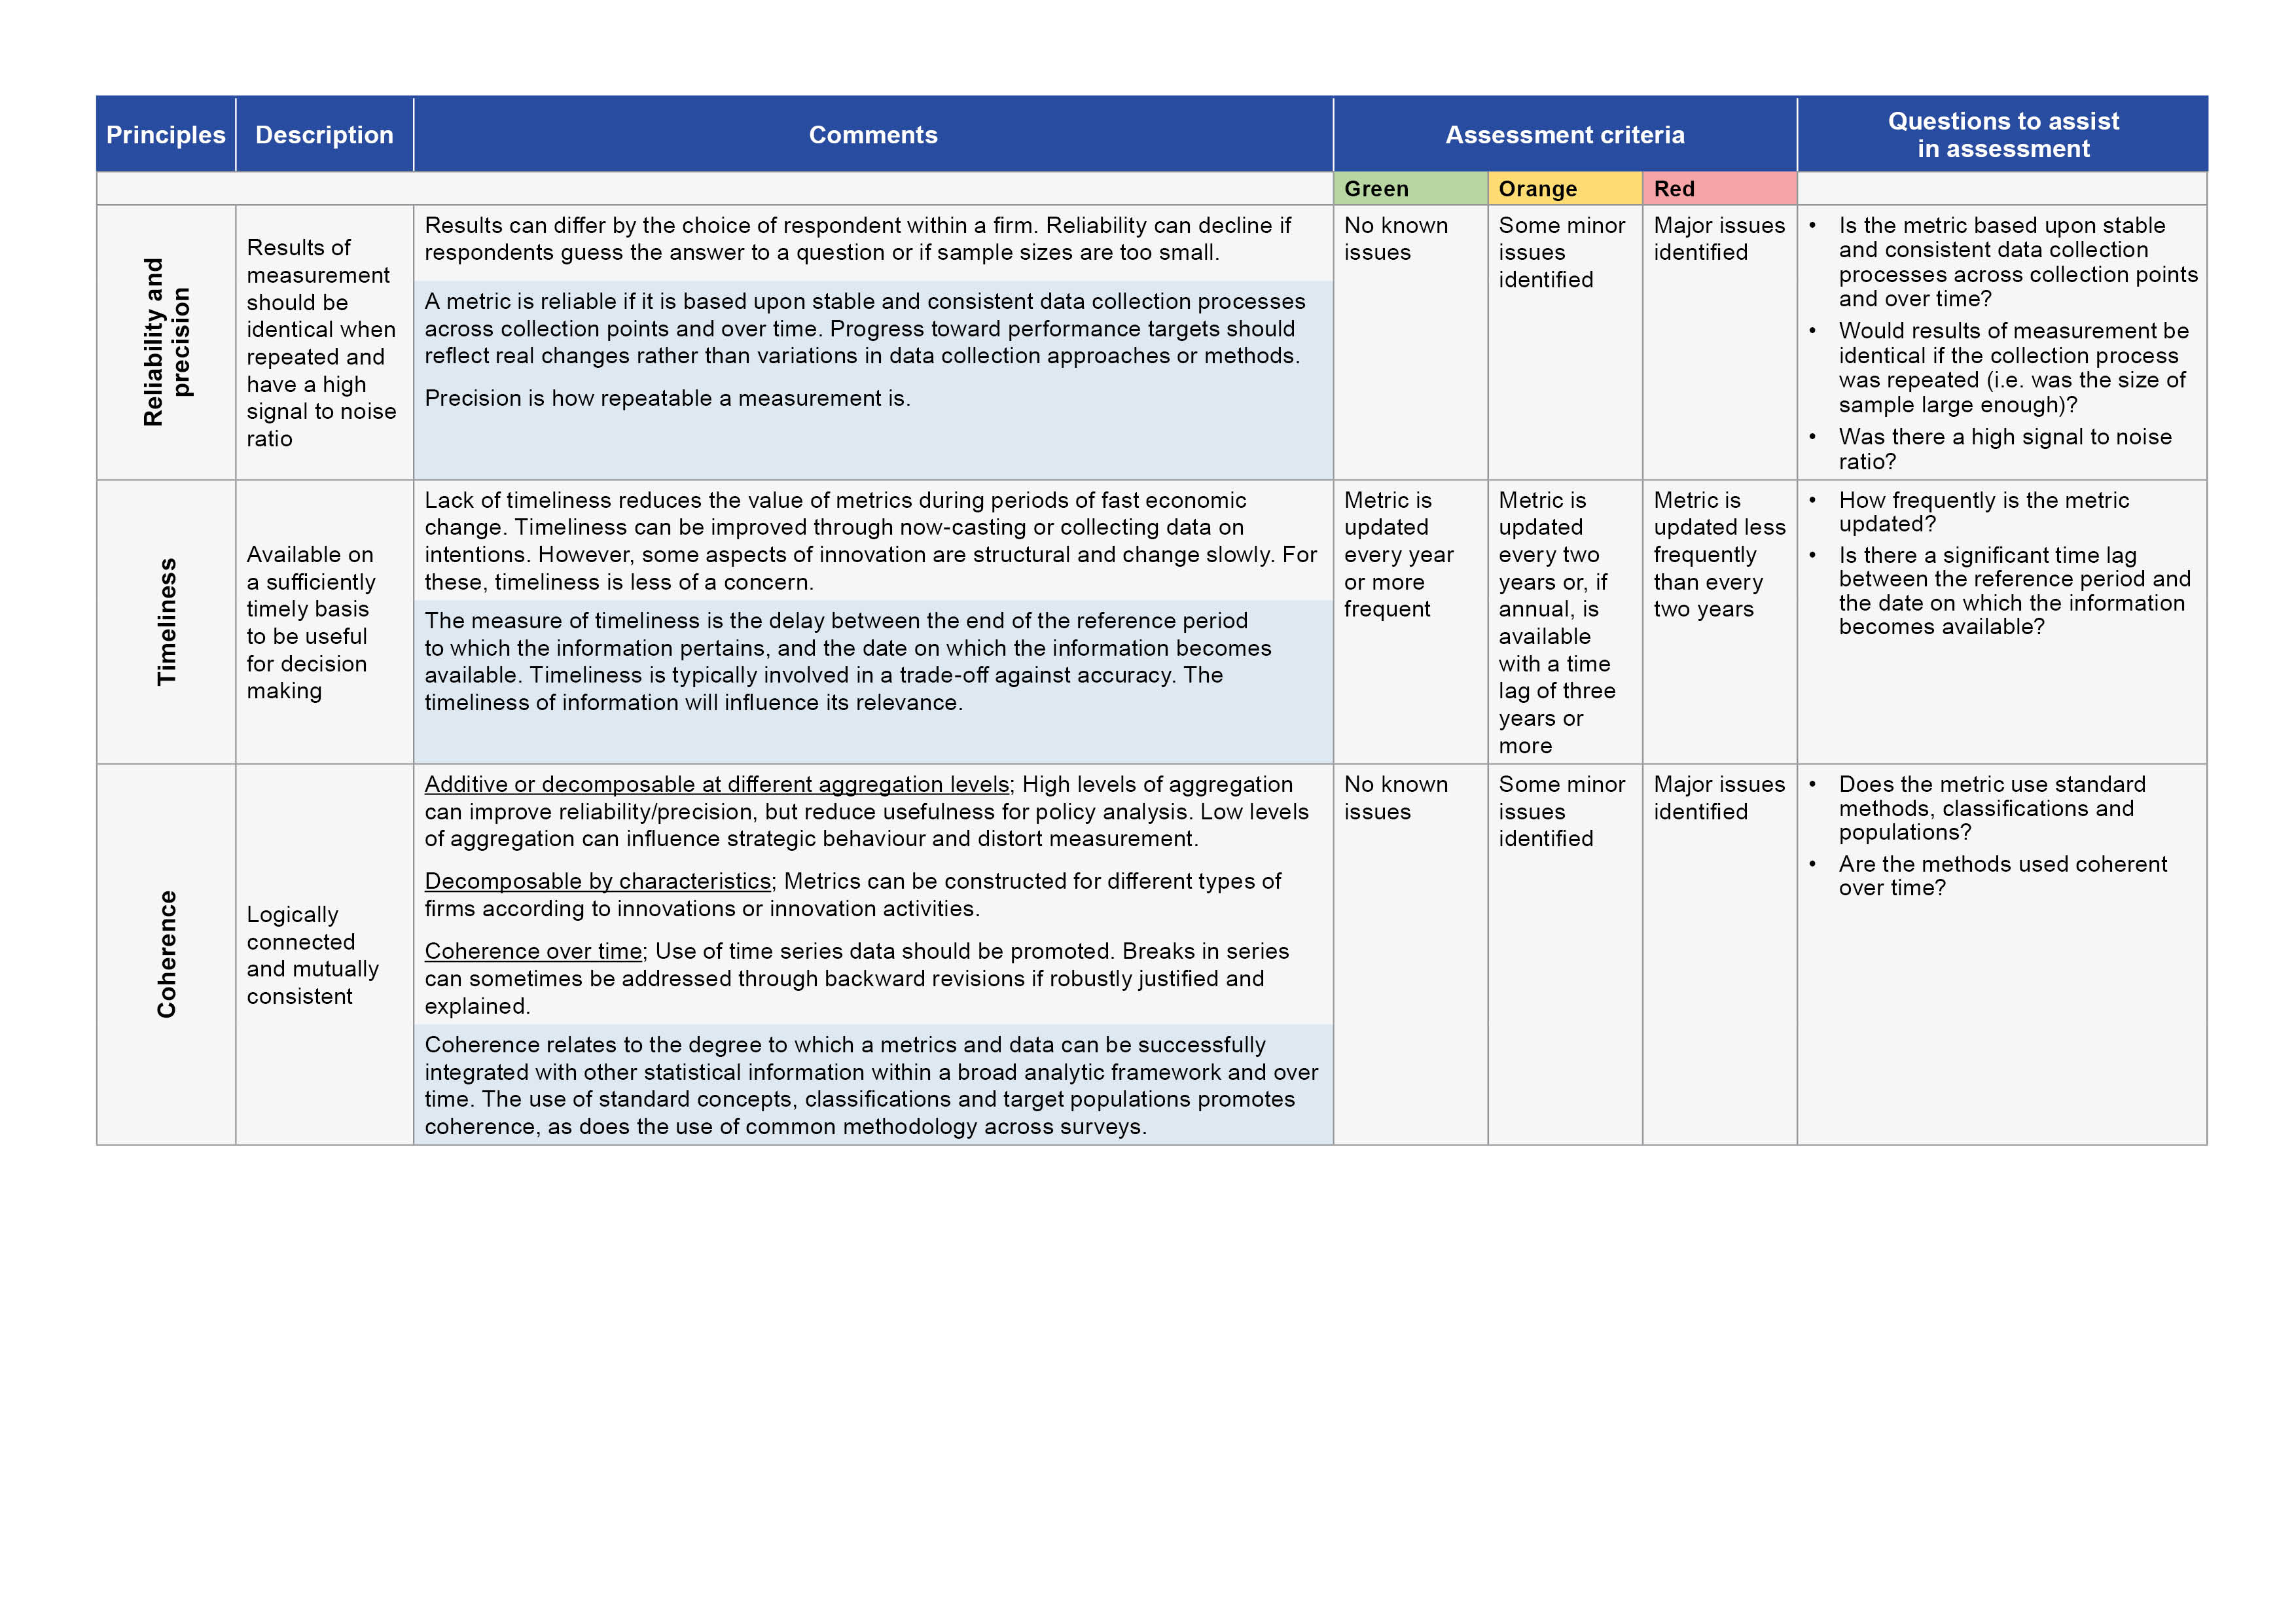 Principles
Description
Comments
Assessment criteria
Questions to assist
in assessment
Green
Orange
Red
Reliability and
precision
Results of
measurement
should be
identical when
repeated and
have a high
signal to noise
ratio
Results can differ by the choice of respondent within a firm. Reliability can decline if
respondents guess the answer to a question or if sample sizes are too small.
A metric is reliable if it is based upon stable and consistent data collection processes
across collection points and over time. Progress toward performance targets should
reflect real changes rather than variations in data collection approaches or methods.
Precision is how repeatable a measurement is.
No known
issues
Some minor
issues
identified
Major issues
identified
• Is the metric based upon stable
and consistent data collection
processes across collection points
and over time?
• Would results of measurement be
identical if the collection process
was repeated (i.e. was the size of
sample large enough)?
• Was there a high signal to noise
ratio?
Timeliness
Available on
a sufficiently
timely basis
to be useful
for decision
making
Lack of timeliness reduces the value of metrics during periods of fast economic
change. Timeliness can be improved through now-casting or collecting data on
intentions. However, some aspects of innovation are structural and change slowly. For
these, timeliness is less of a concern.
The measure of timeliness is the delay between the end of the reference period
to which the information pertains, and the date on which the information becomes
available. Timeliness is typically involved in a trade-off against accuracy. The
timeliness of information will influence its relevance.
Metric is
updated
every year
or more
frequent
Metric is
updated
every two
years or, if
annual, is
available
with a time
lag of three
years or
more
Metric is
updated less
frequently
than every
two years
• How frequently is the metric
updated?
• Is there a significant time lag
between the reference period and
the date on which the information
becomes available?
Coherence
Logically
connected
and mutually
consistent
Additive or decomposable at different aggregation levels; High levels of aggregation
can improve reliability/precision, but reduce usefulness for policy analysis. Low levels
of aggregation can influence strategic behaviour and distort measurement.
Decomposable by characteristics; Metrics can be constructed for different types of
firms according to innovations or innovation activities.
Coherence over time; Use of time series data should be promoted. Breaks in series
can sometimes be addressed through backward revisions if robustly justified and
explained.
Coherence relates to the degree to which a metrics and data can be successfully
integrated with other statistical information within a broad analytic framework and over
time. The use of standard concepts, classifications and target populations promotes
coherence, as does the use of common methodology across surveys.
No known
issues
Some minor
issues
identified
Major issues
identified
• Does the metric use standard
methods, classifications and
populations?
• Are the methods used coherent
over time?